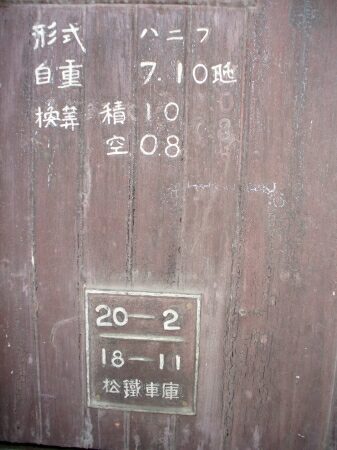 形式 ハニフ
自重 7.10瓲
換算 積 1.0
空 0.8
20-2
18-11
松鐵車庫